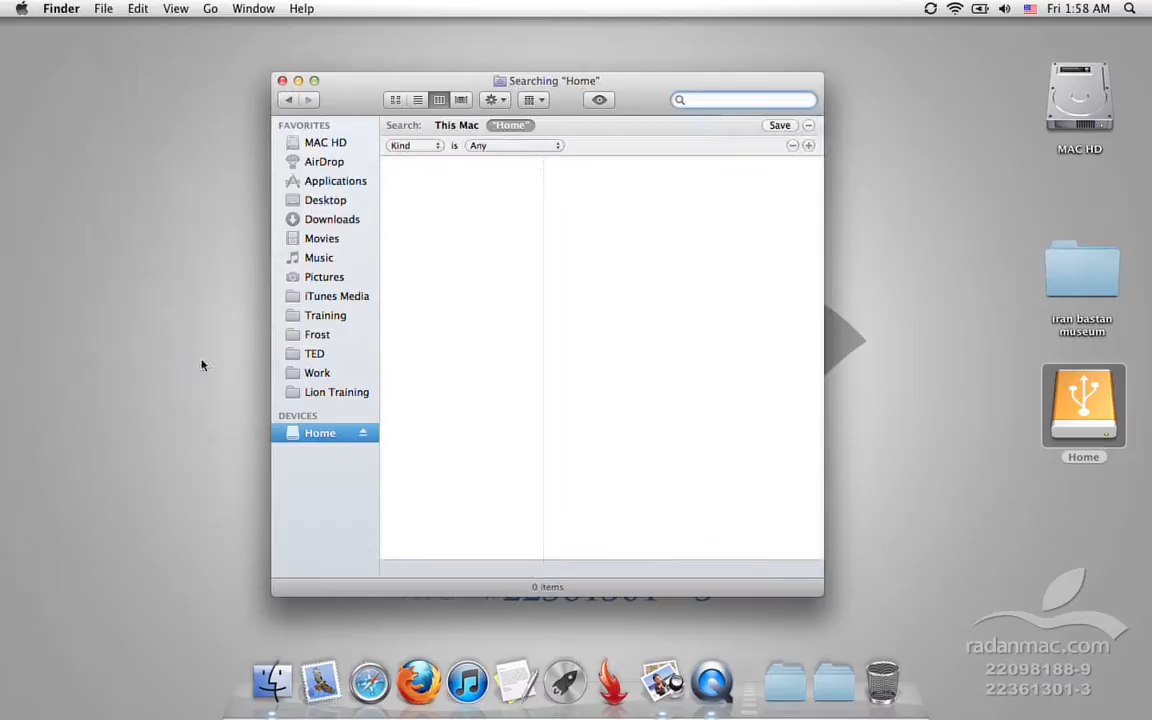 Finder File Edit View Go Window Help Fri 1:58 AM
Searching "Home"
FAVORITES
MAC HD
AirDrop
Applications
Desktop
Downloads
Movies
Music
Pictures
iTunes Media
Training
Frost
TED
Work
Lion Training
DEVICES
Home
Search: This Mac "Home" Save
Kind is Any
0 items
MAC HD
iran bastan
museum
Home
radanmac.com
22098188-9
22361301-3